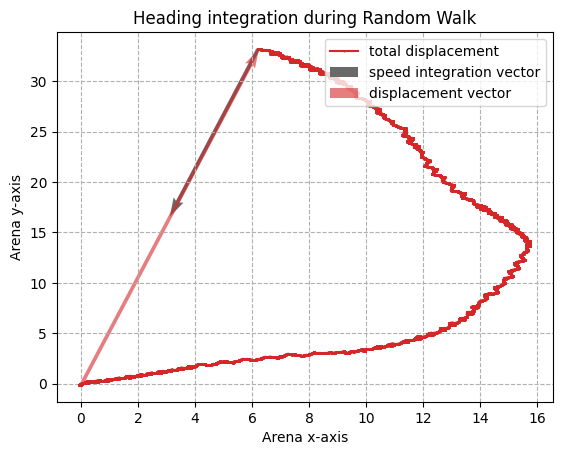 Heading integration during Random Walk
total displacement
speed integration vector
displacement vector
Arena y-axis
30
25
20
15
10
5
0
0 2 4 6 8 10 12 14 16
Arena x-axis